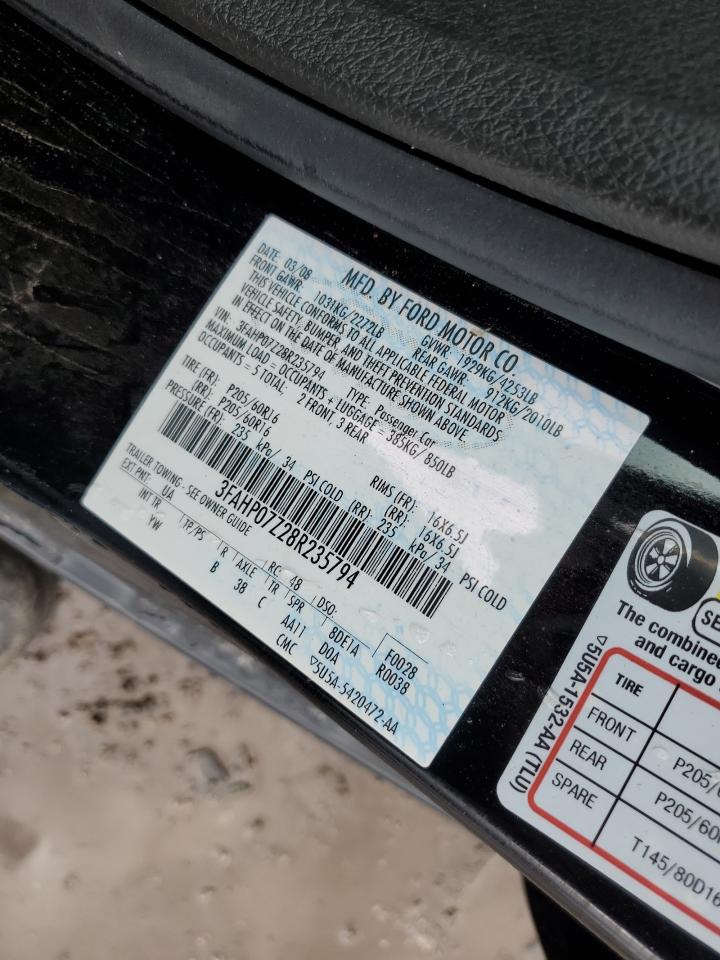 MFD. BY FORD MOTOR CO.
DATE: 03/08 GVWR: 1929KG/4253LB
FRONT GAWR: 1031KG/2272LB REAR GAWR: 912KG/2010LB
THIS VEHICLE CONFORMS TO ALL APPLICABLE FEDERAL MOTOR
VEHICLE SAFETY, BUMPER, AND THEFT PREVENTION STANDARDS
IN EFFECT ON THE DATE OF MANUFACTURE SHOWN ABOVE.
VIN: 3FAHP07Z28R235794 TYPE: Passenger Car
MAXIMUM LOAD = OCCUPANTS + LUGGAGE = 385KG/850LB
OCCUPANTS = 5 TOTAL, 2 FRONT, 3 REAR
TIRE (FR): P205/60R16 RIMS (FR): 16X6.5J
(RR): P205/60R16 (RR): 16X6.5J
PRESSURE (FR): 235 kPa/ 34 PSI COLD (RR): 235 kPa/ 34 PSI COLD
3FAHP07Z28R235794
TRAILER TOWING - SEE OWNER GUIDE
EXT PNT: UA RC: 48 DSO: F0028
INT TR TP/PS R AXLE TR SPR 8DE1A R0038
YW B 38 C AA11 DOA
CMC ▽5U5A-5420472-AA
SE
The combine
and cargo
▽5U5A-1532-AA (TLU)
TIRE
FRONT P205/6
REAR P205/60
SPARE T145/80D16